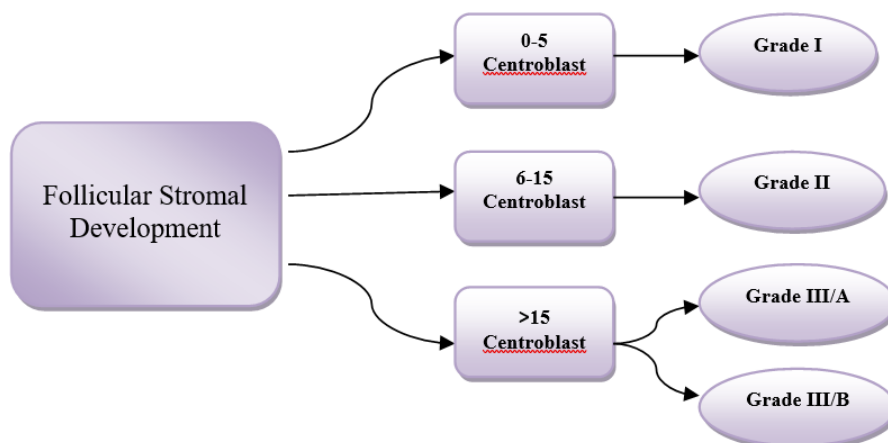 Follicular Stromal
Development
0-5
Centroblast
Grade I
6-15
Centroblast
Grade II
>15
Centroblast
Grade III/A
Grade III/B